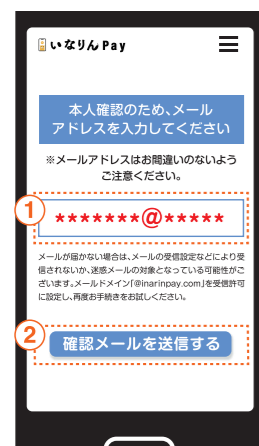 いなりん Pay
本人確認のため、メール
アドレスを入力してください
※メールアドレスはお間違いのないよう
ご注意ください。
①
*******@*****
メールが届かない場合は、メールの受信設定などにより受
信されないか、迷惑メールの対象となっている可能性がご
ざいます。メールドメイン「@inarinpay.com」を受信許可
に設定し、再度お手続きをお試しください。
②
確認メールを送信する